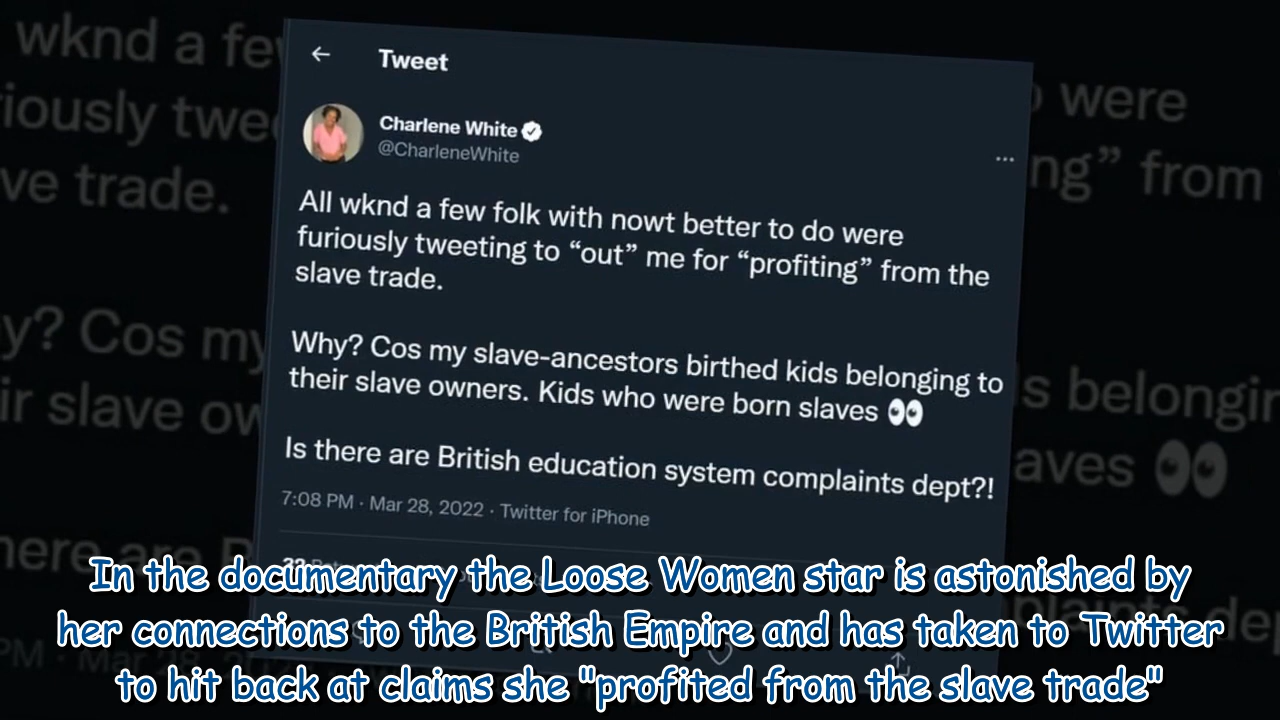 Tweet
Charlene White
@CharleneWhite
All wknd a few folk with nowt better to do were
furiously tweeting to “out” me for “profiting” from the
slave trade.
Why? Cos my slave-ancestors birthed kids belonging to
their slave owners. Kids who were born slaves 👀
Is there are British education system complaints dept?!
7:08 PM · Mar 28, 2022 · Twitter for iPhone
In the documentary the Loose Women star is astonished by
her connections to the British Empire and has taken to Twitter
to hit back at claims she "profited from the slave trade"